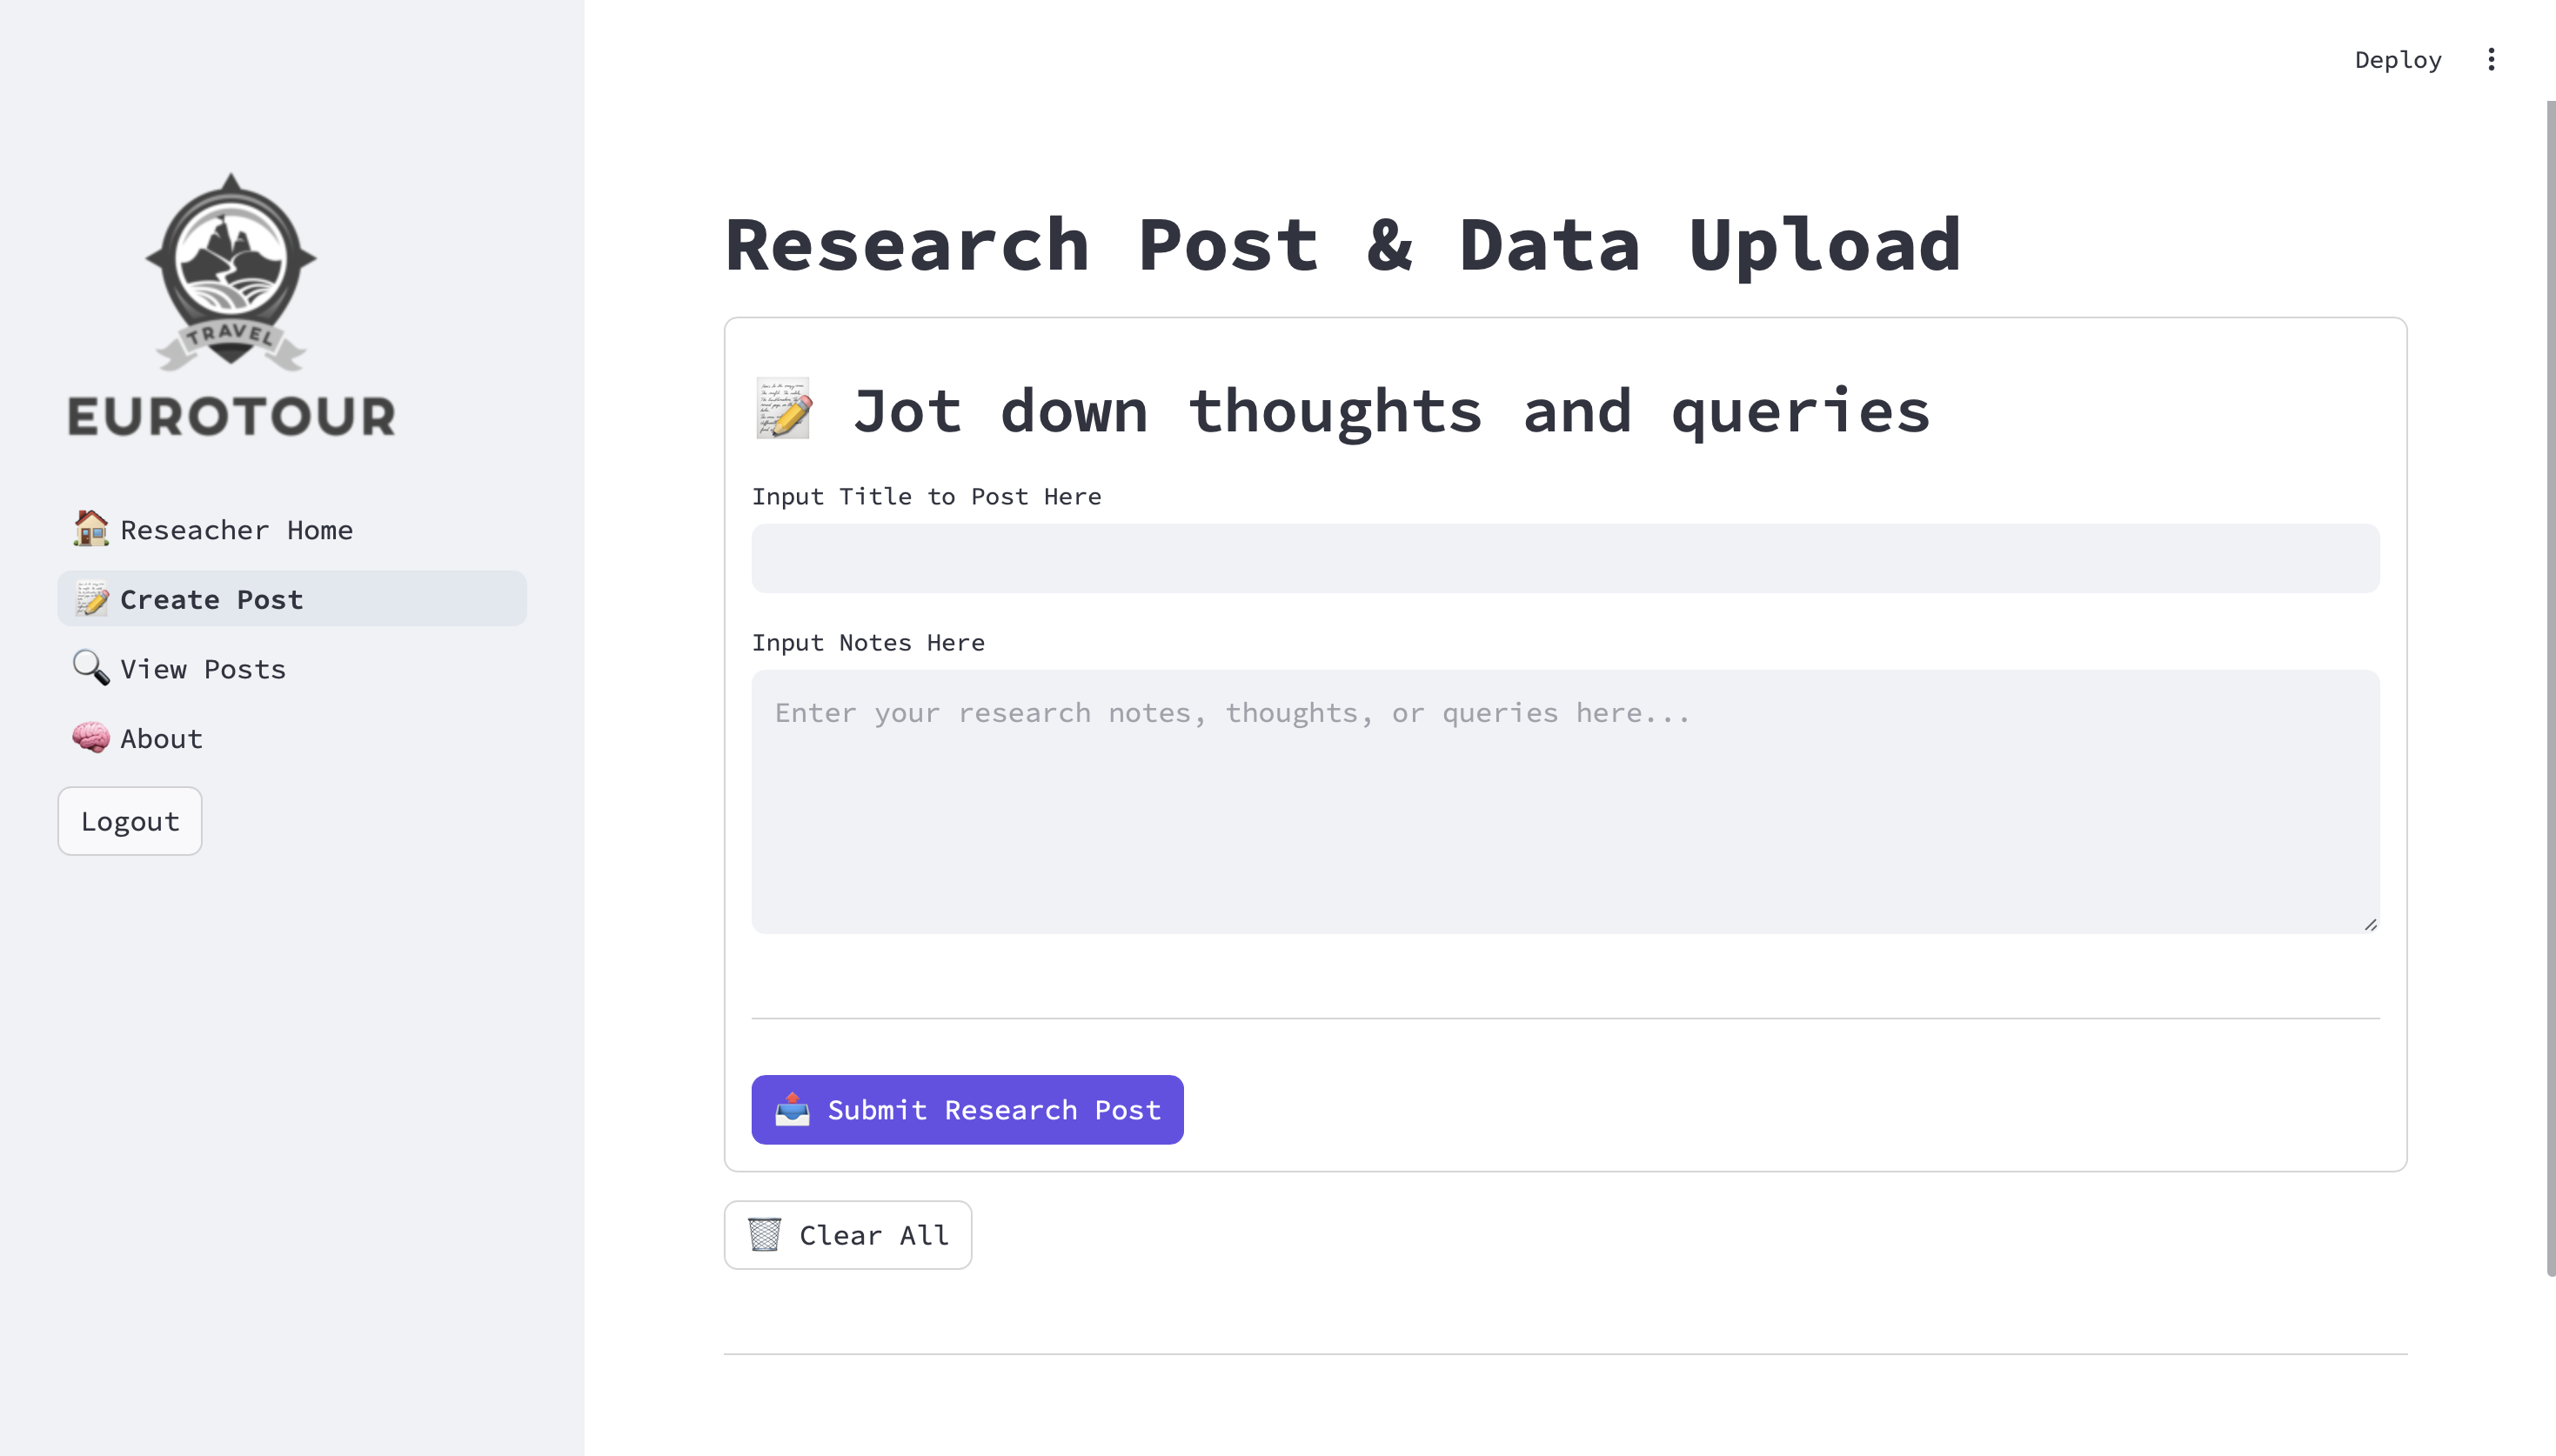 Deploy
TRAVEL
EUROTOUR
Reseacher Home
Create Post
View Posts
About
Logout
Research Post & Data Upload
Jot down thoughts and queries
Input Title to Post Here
Input Notes Here
Enter your research notes, thoughts, or queries here...
Submit Research Post
Clear All